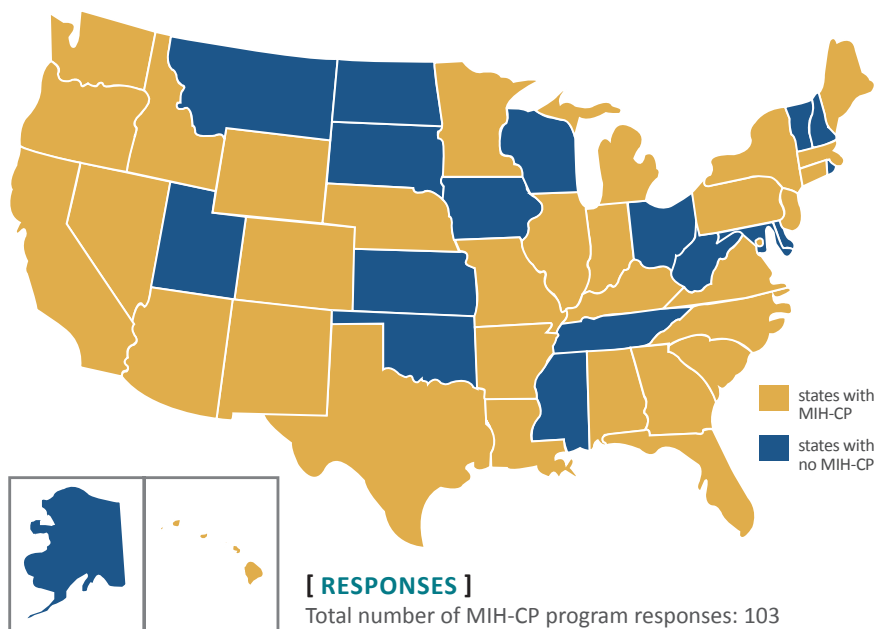 states with
MIH-CP
states with
no MIH-CP
[ RESPONSES ]
Total number of MIH-CP program responses: 103